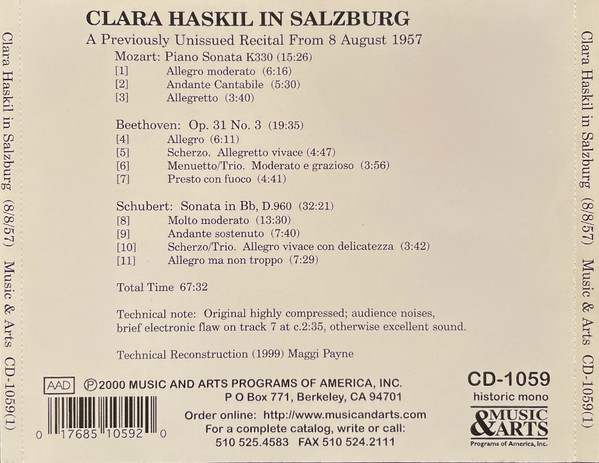 CLARA HASKIL IN SALZBURG
A Previously Unissued Recital From 8 August 1957
Mozart: Piano Sonata K330 (15:26)
[1] Allegro moderato (6:16)
[2] Andante Cantabile (5:30)
[3] Allegretto (3:40)
Beethoven: Op. 31 No. 3 (19:35)
[4] Allegro (6:11)
[5] Scherzo. Allegretto vivace (4:47)
[6] Menuetto/Trio. Moderato e grazioso (3:56)
[7] Presto con fuoco (4:41)
Schubert: Sonata in Bb, D.960 (32:21)
[8] Molto moderato (13:30)
[9] Andante sostenuto (7:40)
[10] Scherzo/Trio. Allegro vivace con delicatezza (3:42)
[11] Allegro ma non troppo (7:29)
Total Time 67:32
Technical note: Original highly compressed; audience noises,
brief electronic flaw on track 7 at c.2:35, otherwise excellent sound.
Technical Reconstruction (1999) Maggi Payne
AAD ℗2000 MUSIC AND ARTS PROGRAMS OF AMERICA, INC.
P O Box 771, Berkeley, CA 94701
Order online: http://www.musicandarts.com
For a complete catalog, write or call:
510 525.4583 FAX 510 524.2111
0 17685 10592 0
CD-1059
historic mono
MUSIC
&ARTS
Programs of America, Inc.
Clara Haskil in Salzburg (8/8/57) Music & Arts CD-1059(1)
Clara Haskil in Salzburg (8/8/57) Music & Arts CD-1059(1)